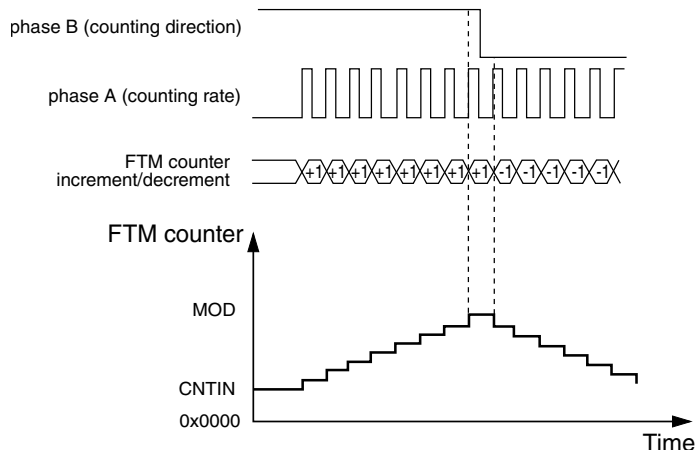 phase B (counting direction)
phase A (counting rate)
FTM counter
increment/decrement
+1 +1 +1 +1 +1 +1 +1 +1 -1 -1 -1 -1 -1
FTM counter
MOD
CNTIN
0x0000
Time